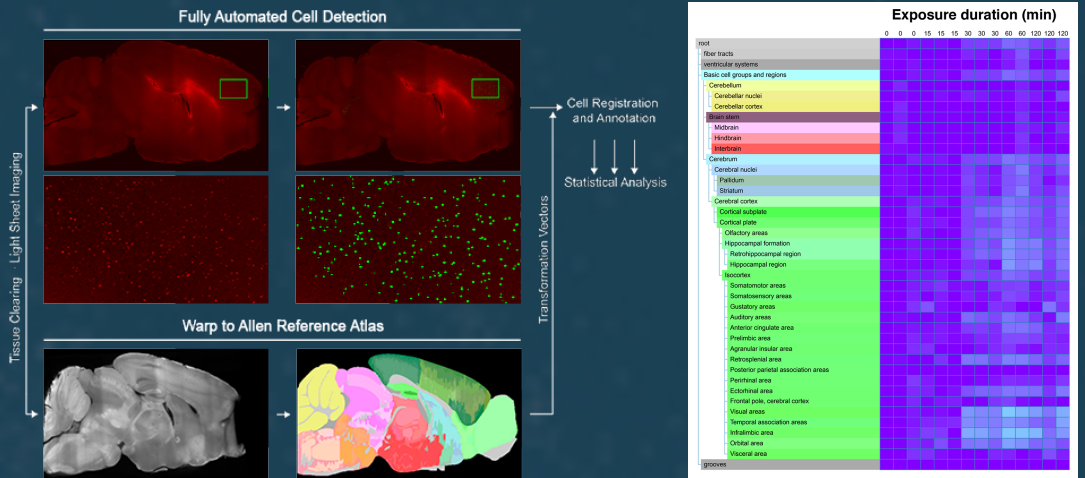 Fully Automated Cell Detection
Tissue Clearing · Light Sheet Imaging
Cell Registration
and Annotation
Statistical Analysis
Transformation Vectors
Warp to Allen Reference Atlas
Exposure duration (min)
0 0 0 15 15 15 30 30 30 60 60 120 120 120
root
fiber tracts
ventricular systems
Basic cell groups and regions
Cerebellum
Cerebellar nuclei
Cerebellar cortex
Brain stem
Midbrain
Hindbrain
Interbrain
Cerebrum
Cerebral nuclei
Pallidum
Striatum
Cerebral cortex
Cortical subplate
Cortical plate
Olfactory areas
Hippocampal formation
Retrohippocampal region
Hippocampal region
Isocortex
Somatomotor areas
Somatosensory areas
Gustatory areas
Auditory areas
Anterior cingulate area
Prelimbic area
Agranular insular area
Retrosplenial area
Posterior parietal association areas
Perirhinal area
Ectorhinal area
Frontal pole, cerebral cortex
Visual areas
Temporal association areas
Infralimbic area
Orbital area
Visceral area
grooves